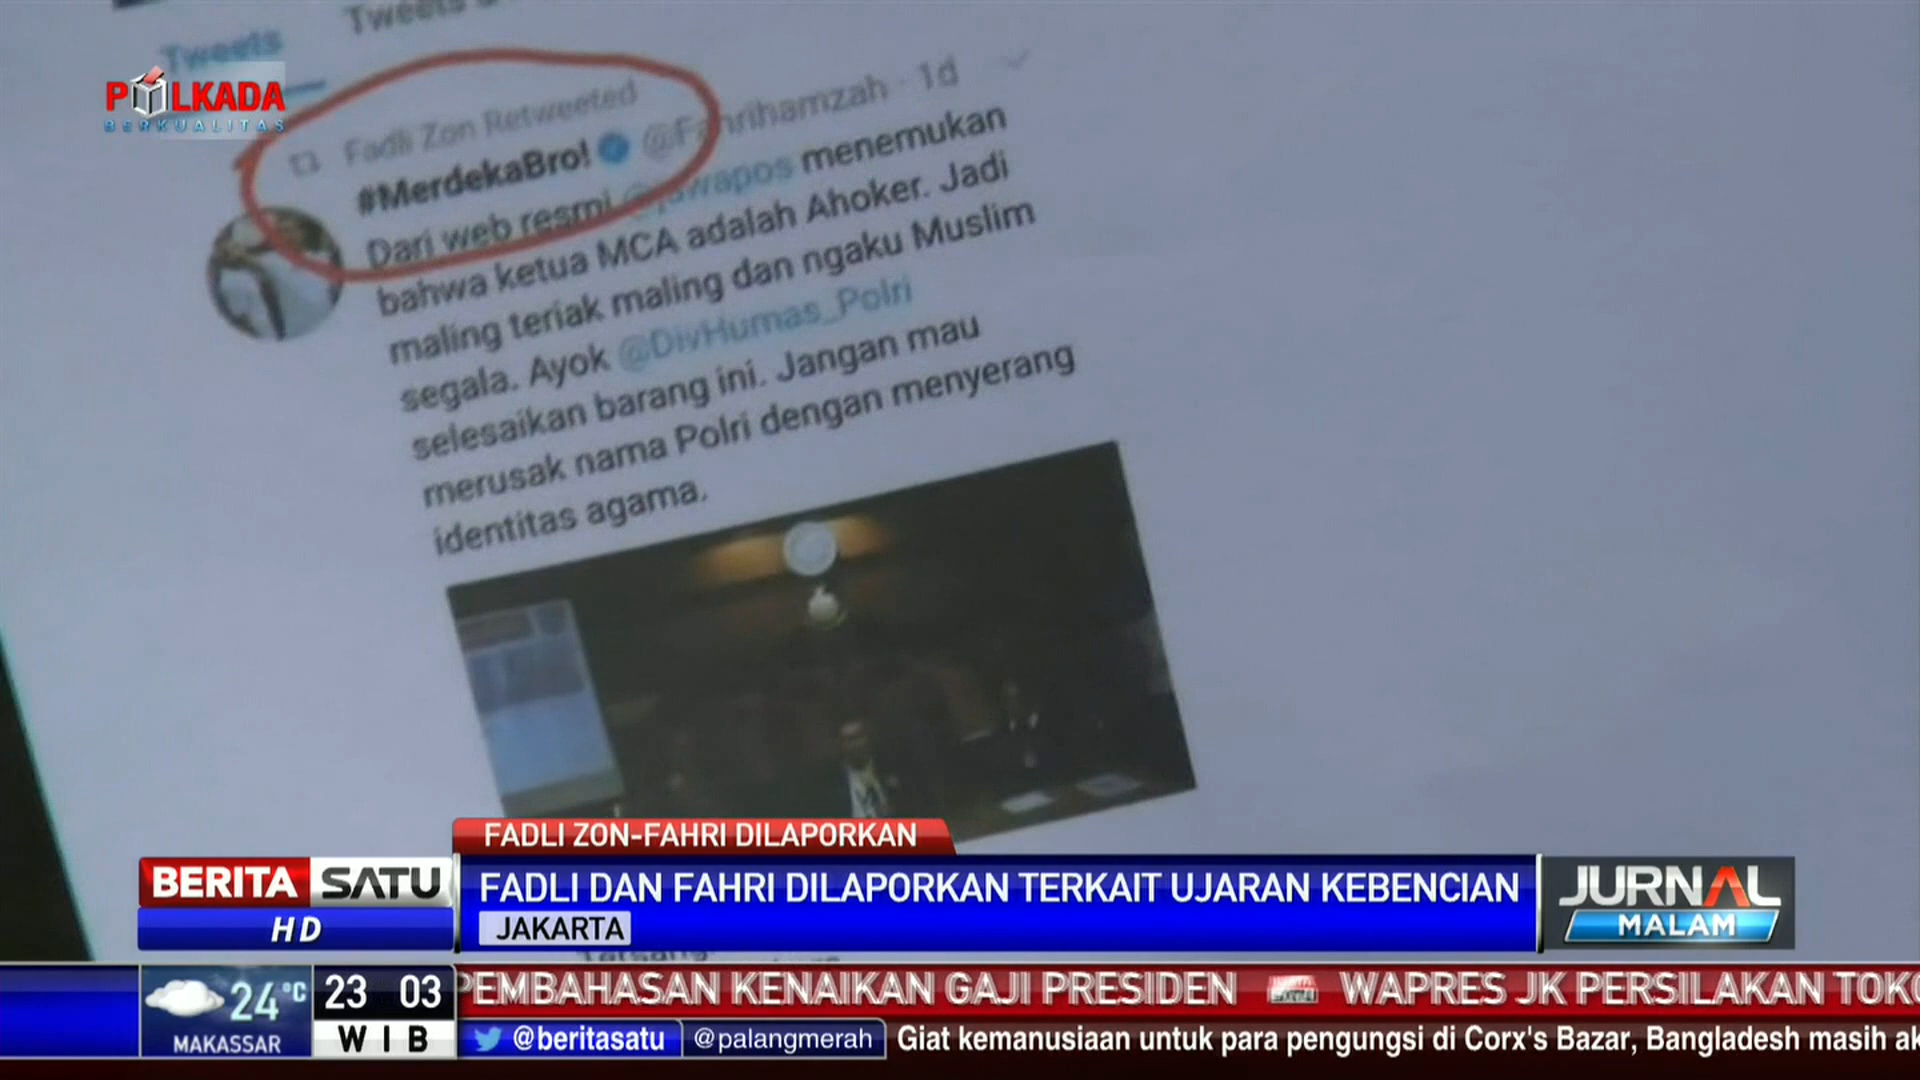 Tweets
Tweets &
P LKADA
BERKUALITAS
Fadli Zon Retweeted
#MerdekaBro! @Fahrihamzah · 1d
Dari web resmi @jawapos menemukan
bahwa ketua MCA adalah Ahoker. Jadi
maling teriak maling dan ngaku Muslim
segala. Ayok @DivHumas_Polri
selesaikan barang ini. Jangan mau
merusak nama Polri dengan menyerang
identitas agama.
FADLI ZON-FAHRI DILAPORKAN
BERITA SATU
HD
FADLI DAN FAHRI DILAPORKAN TERKAIT UJARAN KEBENCIAN
JAKARTA
JURNAL
MALAM
24°C
MAKASSAR
23 03
WIB
PEMBAHASAN KENAIKAN GAJI PRESIDEN WAPRES JK PERSILAKAN TOKO
@beritasatu @palangmerah Giat kemanusiaan untuk para pengungsi di Corx's Bazar, Bangladesh masih ak